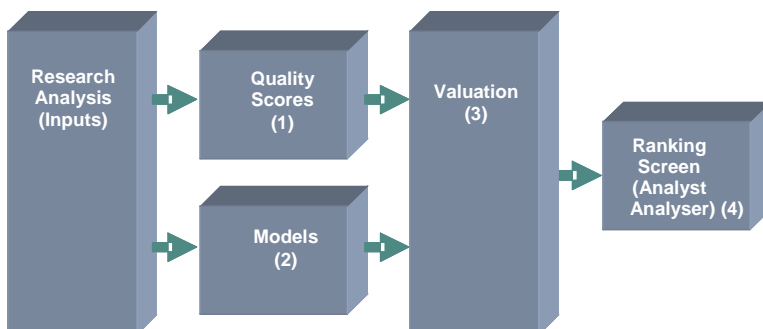 Research
Analysis
(Inputs)
Quality
Scores
(1)
Models
(2)
Valuation
(3)
Ranking
Screen
(Analyst
Analyser) (4)